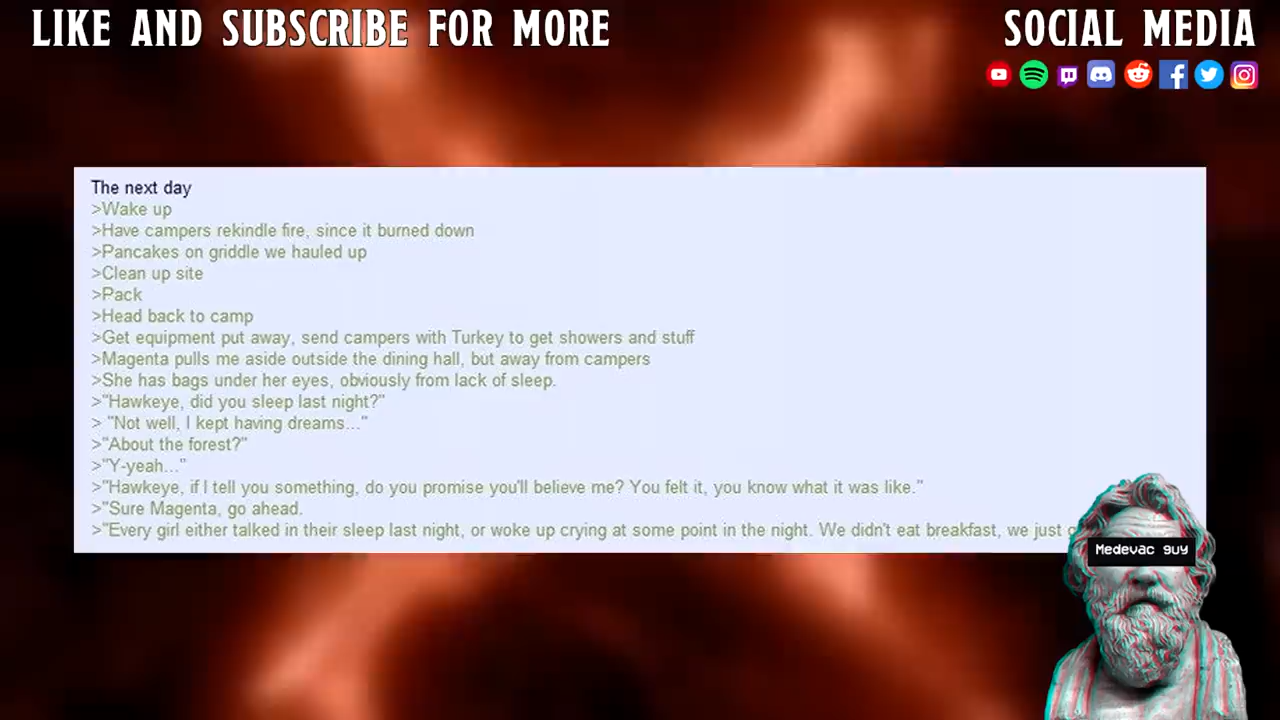 LIKE AND SUBSCRIBE FOR MORE
SOCIAL MEDIA
The next day
>Wake up
>Have campers rekindle fire, since it burned down
>Pancakes on griddle we hauled up
>Clean up site
>Pack
>Head back to camp
>Get equipment put away, send campers with Turkey to get showers and stuff
>Magenta pulls me aside outside the dining hall, but away from campers
>She has bags under her eyes, obviously from lack of sleep.
>"Hawkeye, did you sleep last night?"
> "Not well, I kept having dreams..."
>"About the forest?"
>"Y-yeah..."
>"Hawkeye, if I tell you something, do you promise you'll believe me? You felt it, you know what it was like."
>"Sure Magenta, go ahead.
>"Every girl either talked in their sleep last night, or woke up crying at some point in the night. We didn't eat breakfast, we just
Medevac guy